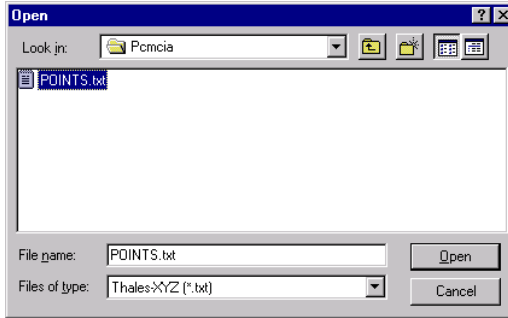 Open
Look in: Pcmcia
POINTS.txt
File name: POINTS.txt Open
Files of type: Thales-XYZ (*.txt) Cancel